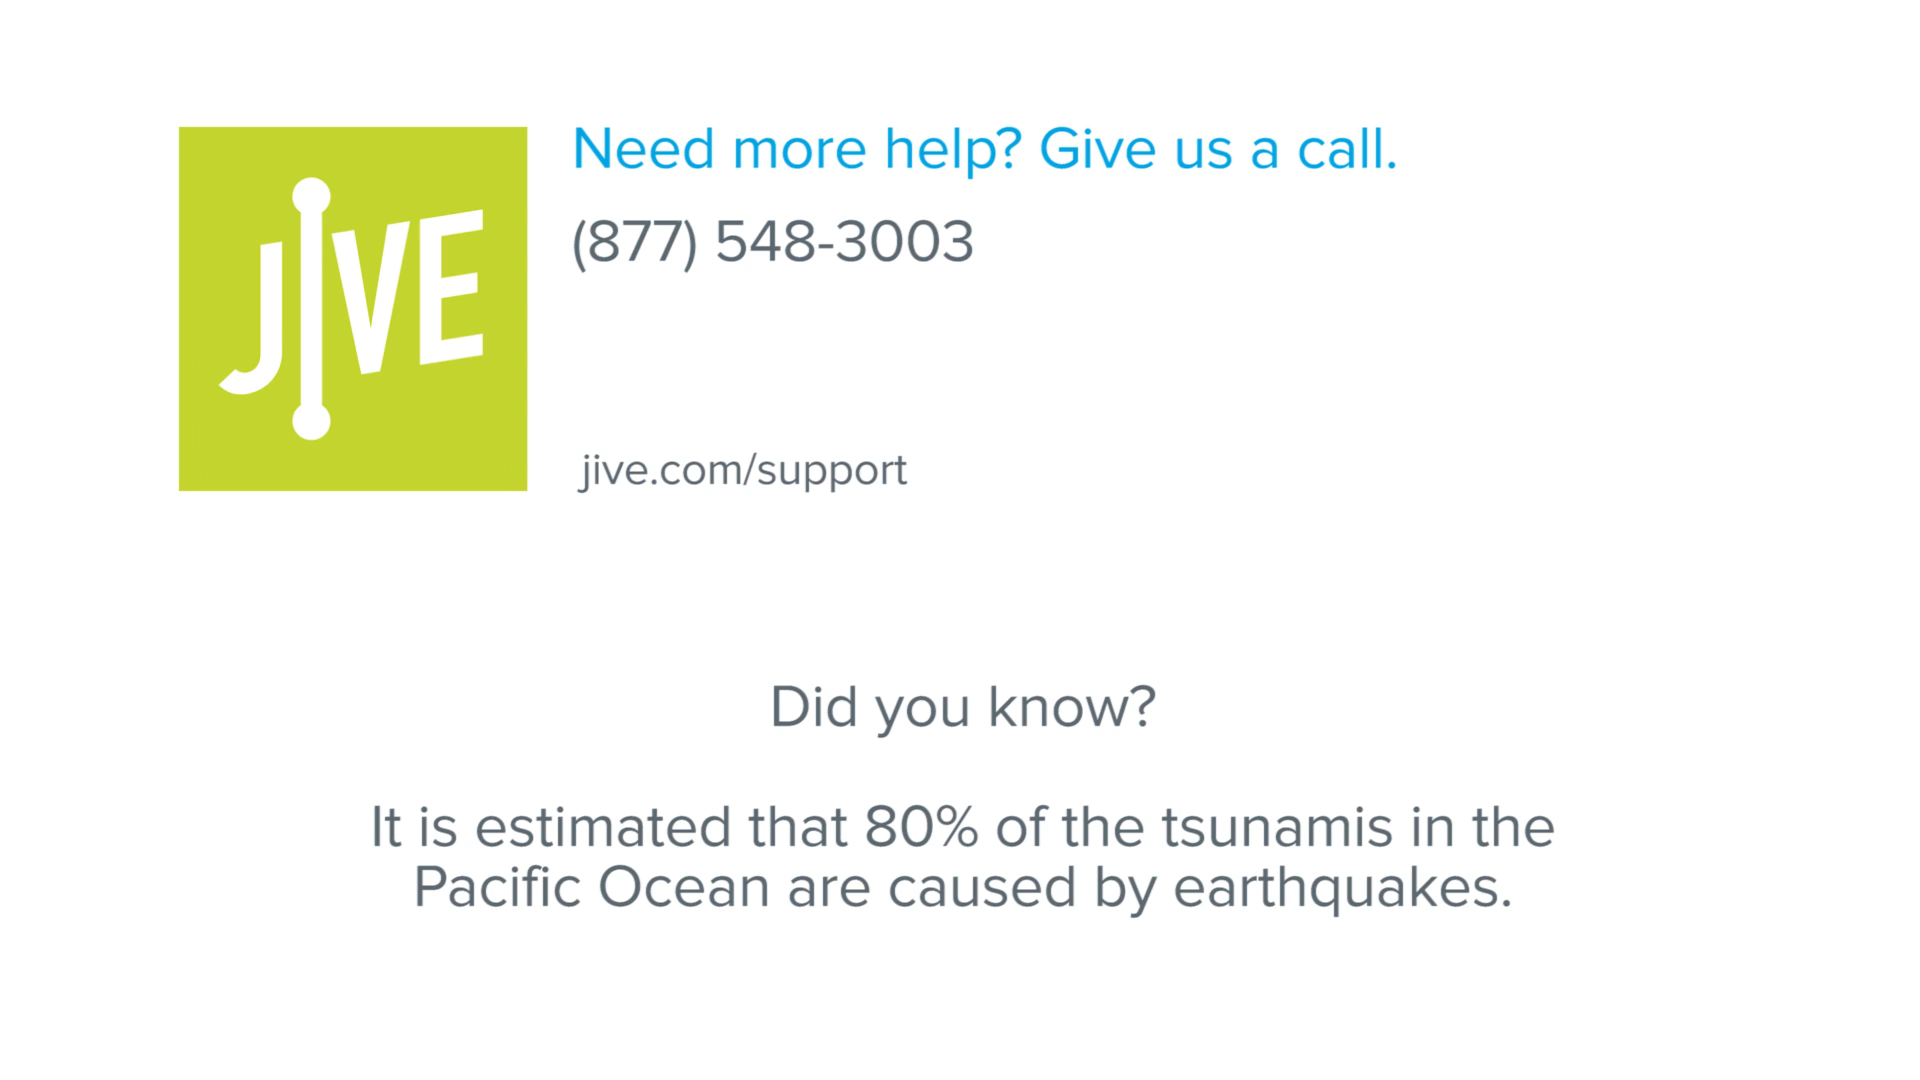 JIVE
Need more help? Give us a call.
(877) 548-3003
jive.com/support
Did you know?
It is estimated that 80% of the tsunamis in the
Pacific Ocean are caused by earthquakes.